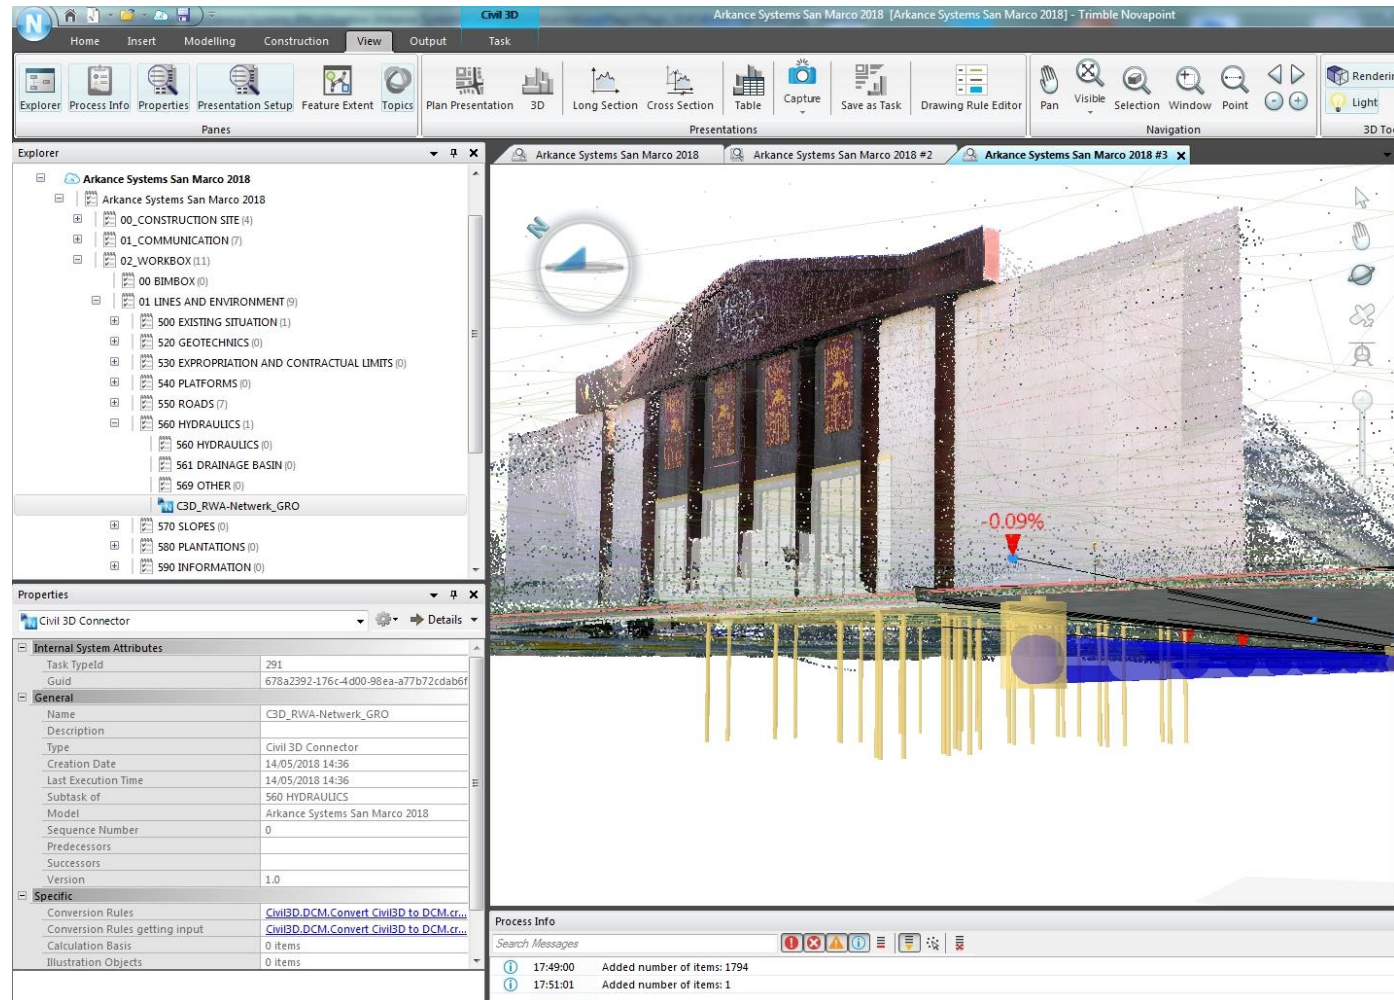 Civil 3D
Arkance Systems San Marco 2018 [Arkance Systems San Marco 2018] - Trimble Novapoint
Home Insert Modelling Construction View Output Task
Explorer Process Info Properties Presentation Setup Feature Extent Topics Plan Presentation 3D Long Section Cross Section Table Capture Save as Task Drawing Rule Editor Pan Visible Selection Window Point
Renderin
Light
Panes Presentations Navigation 3D Too
Explorer
Arkance Systems San Marco 2018 Arkance Systems San Marco 2018 #2 Arkance Systems San Marco 2018 #3
Arkance Systems San Marco 2018
Arkance Systems San Marco 2018
00_CONSTRUCTION SITE (4)
01_COMMUNICATION (7)
02_WORKBOX (11)
00 BIMBOX (0)
01 LINES AND ENVIRONMENT (9)
500 EXISTING SITUATION (1)
520 GEOTECHNICS (0)
530 EXPROPRIATION AND CONTRACTUAL LIMITS (0)
540 PLATFORMS (0)
550 ROADS (7)
560 HYDRAULICS (1)
560 HYDRAULICS (0)
561 DRAINAGE BASIN (0)
569 OTHER (0)
C3D_RWA-Netwerk_GRO
570 SLOPES (0)
580 PLANTATIONS (0)
590 INFORMATION (0)
N
-0.09%
Properties
Civil 3D Connector Details
Internal System Attributes
Task TypeId 291
Guid 678a2392-176c-4d00-98ea-a77b72cdab6f
General
Name C3D_RWA-Netwerk_GRO
Description
Type Civil 3D Connector
Creation Date 14/05/2018 14:36
Last Execution Time 14/05/2018 14:36
Subtask of 560 HYDRAULICS
Model Arkance Systems San Marco 2018
Sequence Number 0
Predecessors
Successors
Version 1.0
Specific
Conversion Rules Civil3D.DCM.Convert Civil3D to DCM.cr...
Conversion Rules getting input Civil3D.DCM.Convert Civil3D to DCM.cr...
Calculation Basis 0 items
Illustration Objects 0 items
Process Info
Search Messages
17:49:00 Added number of items: 1794
17:51:01 Added number of items: 1